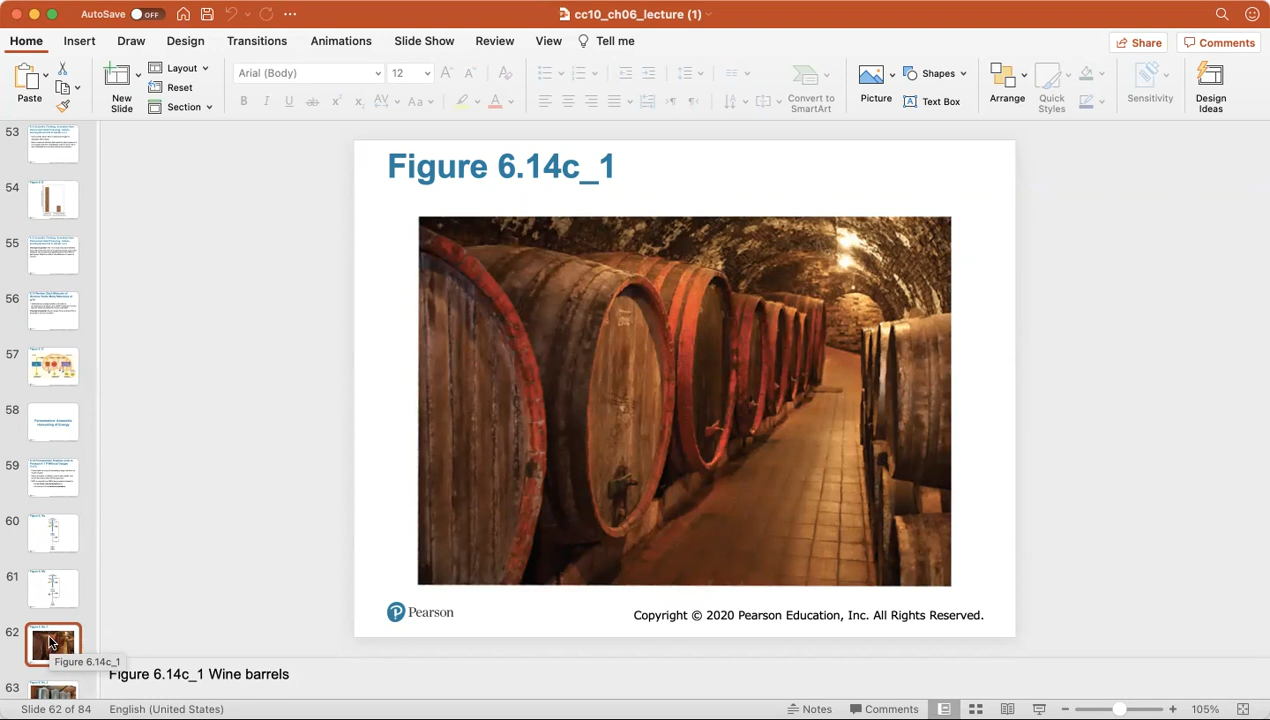 AutoSave OFF
cc10_ch06_lecture (1)
Home Insert Draw Design Transitions Animations Slide Show Review View Tell me
Share Comments
Paste
New Slide
Layout
Reset
Section
Arial (Body) 12
Convert to SmartArt
Picture
Shapes
Text Box
Arrange
Quick Styles
Sensitivity
Design Ideas
53
54
55
56
57
58
59
60
61
62
63
Figure 6.14c_1
Figure 6.14c_1
Pearson
Copyright © 2020 Pearson Education, Inc. All Rights Reserved.
Figure 6.14c_1 Wine barrels
Slide 62 of 84 English (United States) Notes Comments 105%